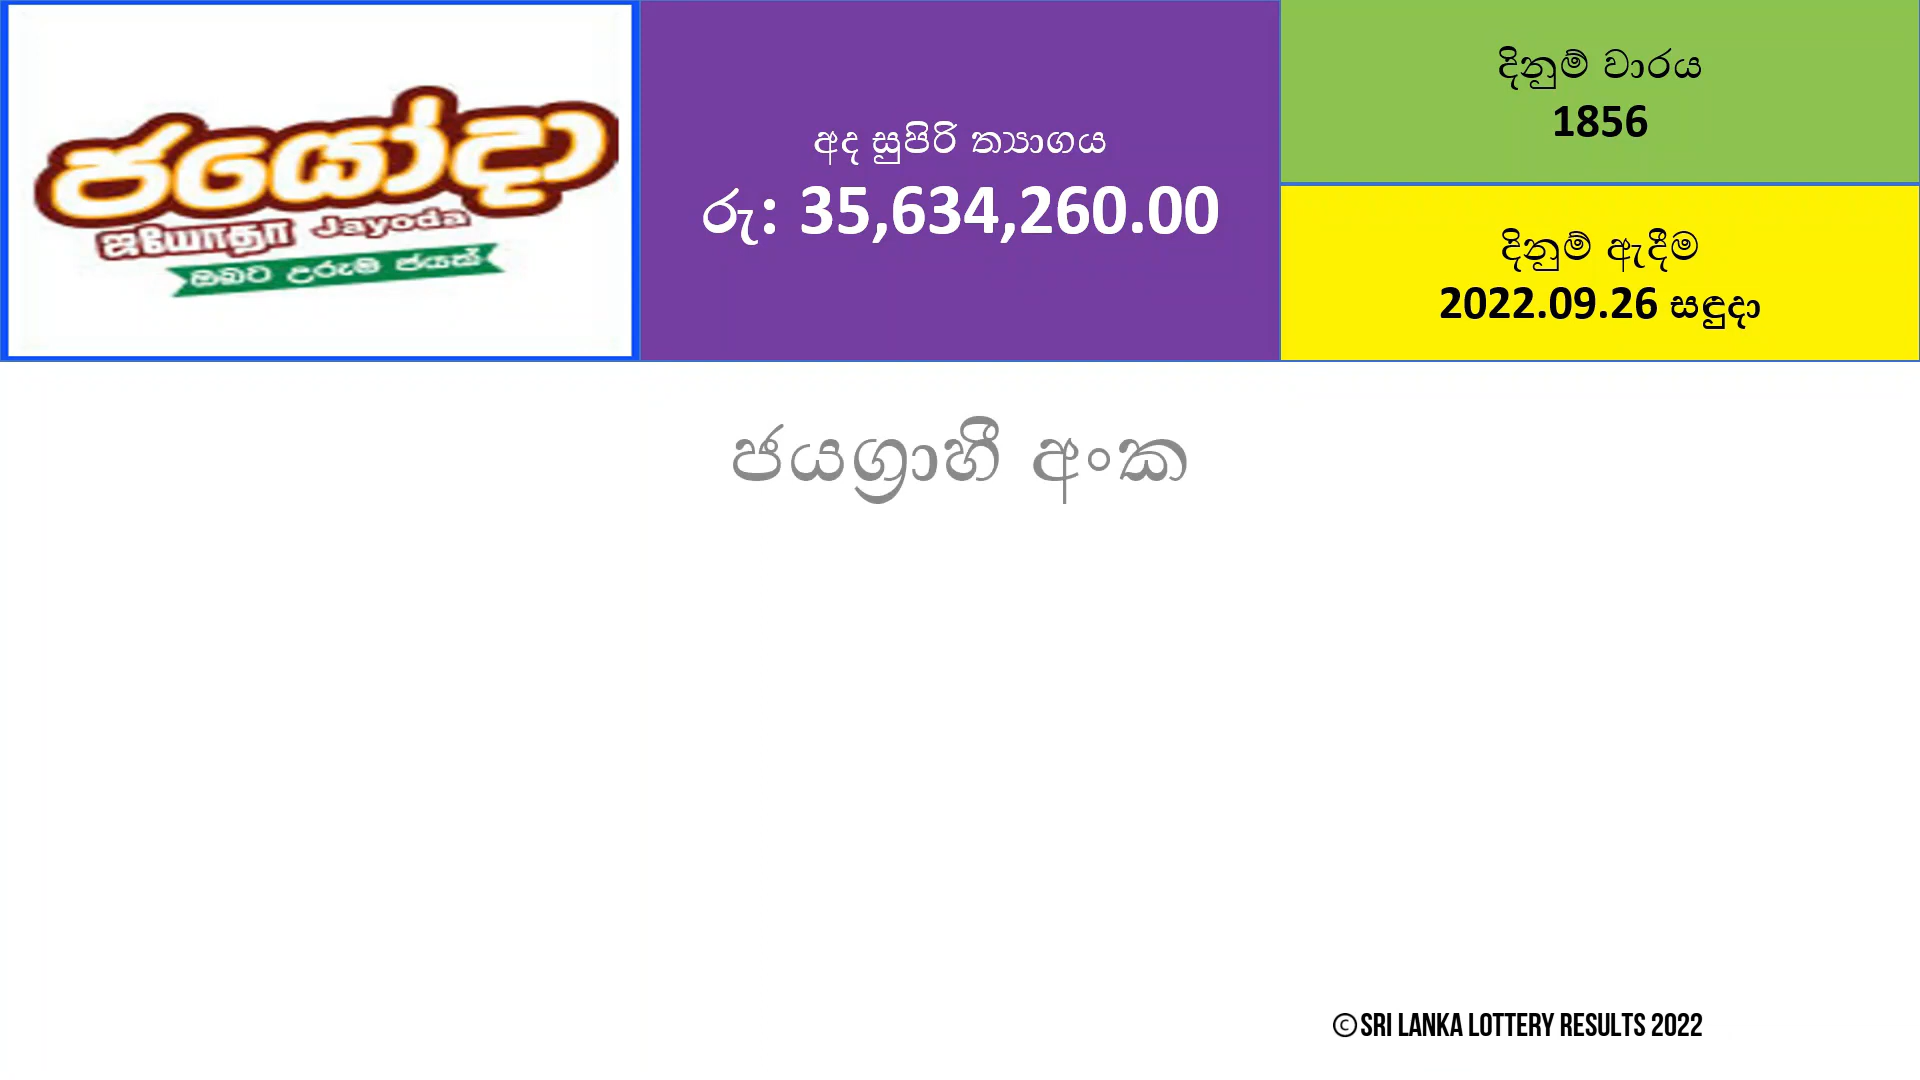 ජයෝදා
ஜயோதா Jayoda
ඔබට උරුම ජයක්
අද සුපිරි ත්‍යාගය
රු: 35,634,260.00
දිනුම් වාරය
1856
දිනුම් ඇදීම
2022.09.26 සඳුදා
ජයග්‍රාහී අංක
©SRI LANKA LOTTERY RESULTS 2022